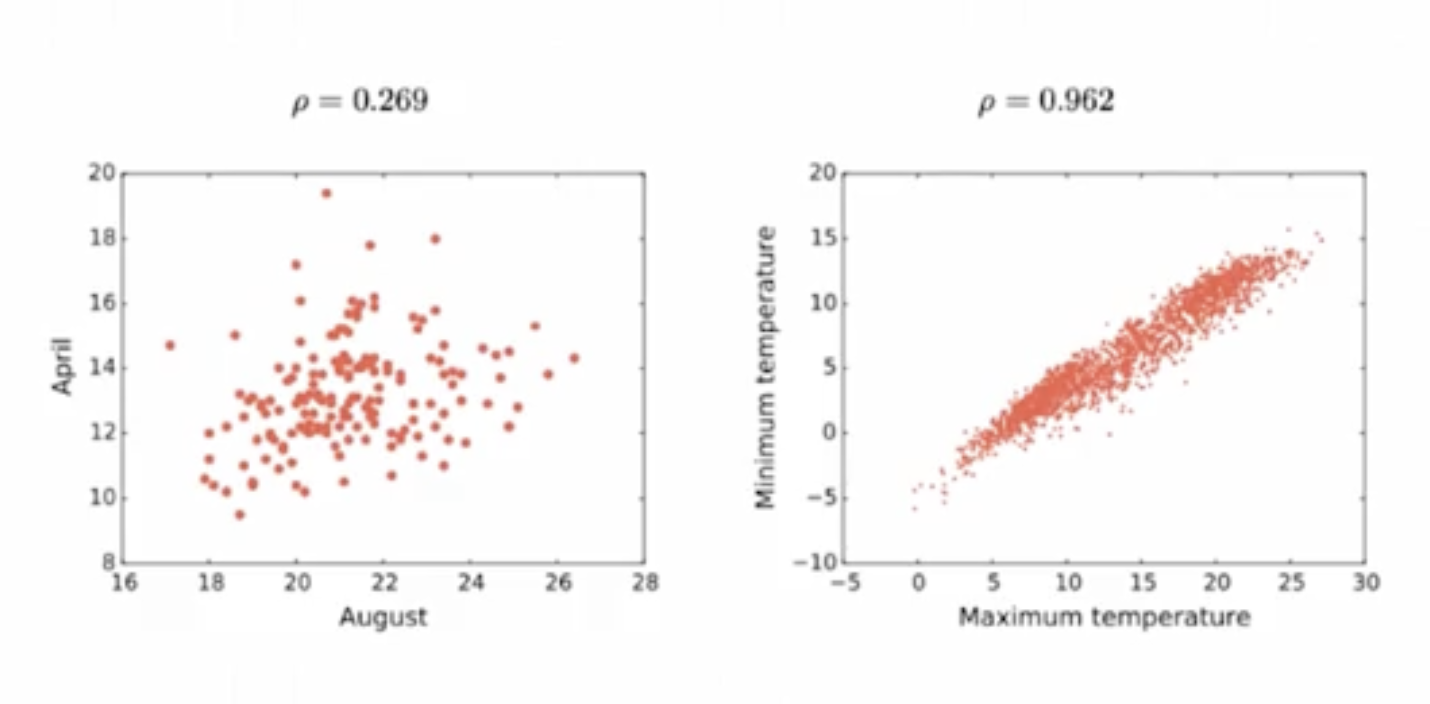 ρ = 0.269
20
18
16
14
12
10
8
April
16 18 20 22 24 26 28
August
ρ = 0.962
20
15
10
5
0
−5
−10
Minimum temperature
−5 0 5 10 15 20 25 30
Maximum temperature